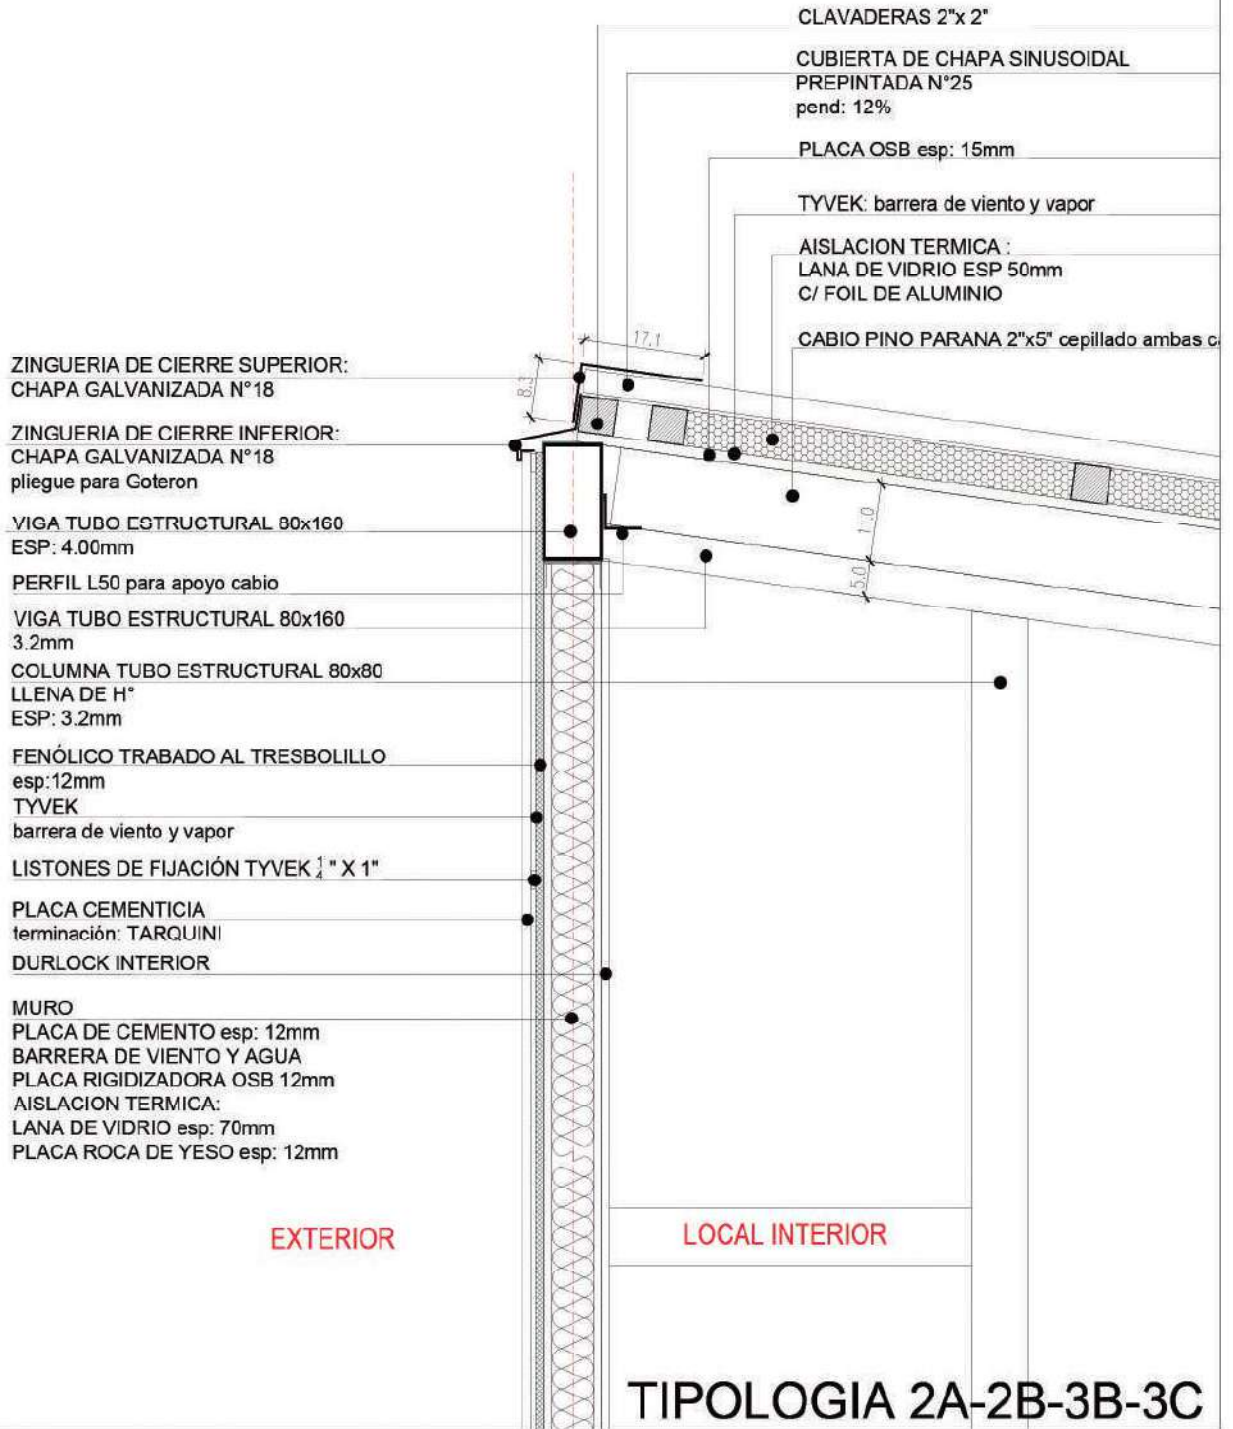 CLAVADERAS 2"x 2"
CUBIERTA DE CHAPA SINUSOIDAL
PREPINTADA N°25
pend: 12%
PLACA OSB esp: 15mm
TYVEK: barrera de viento y vapor
AISLACION TERMICA :
LANA DE VIDRIO ESP 50mm
C/ FOIL DE ALUMINIO
CABIO PINO PARANA 2"x5" cepillado ambas
17.1
8.3
ZINGUERIA DE CIERRE SUPERIOR:
CHAPA GALVANIZADA N°18
ZINGUERIA DE CIERRE INFERIOR:
CHAPA GALVANIZADA N°18
pliegue para Goteron
VIGA TUBO ESTRUCTURAL 80x160
ESP: 4.00mm
PERFIL L50 para apoyo cabio
VIGA TUBO ESTRUCTURAL 80x160
3.2mm
5.0
COLUMNA TUBO ESTRUCTURAL 80x80
LLENA DE H°
ESP: 3.2mm
FENÓLICO TRABADO AL TRESBOLILLO
esp:12mm
TYVEK
barrera de viento y vapor
LISTONES DE FIJACIÓN TYVEK 1/4 " X 1"
PLACA CEMENTICIA
terminación: TARQUINI
DURLOCK INTERIOR
MURO
PLACA DE CEMENTO esp: 12mm
BARRERA DE VIENTO Y AGUA
PLACA RIGIDIZADORA OSB 12mm
AISLACION TERMICA:
LANA DE VIDRIO esp: 70mm
PLACA ROCA DE YESO esp: 12mm
EXTERIOR
LOCAL INTERIOR
TIPOLOGIA 2A-2B-3B-3C